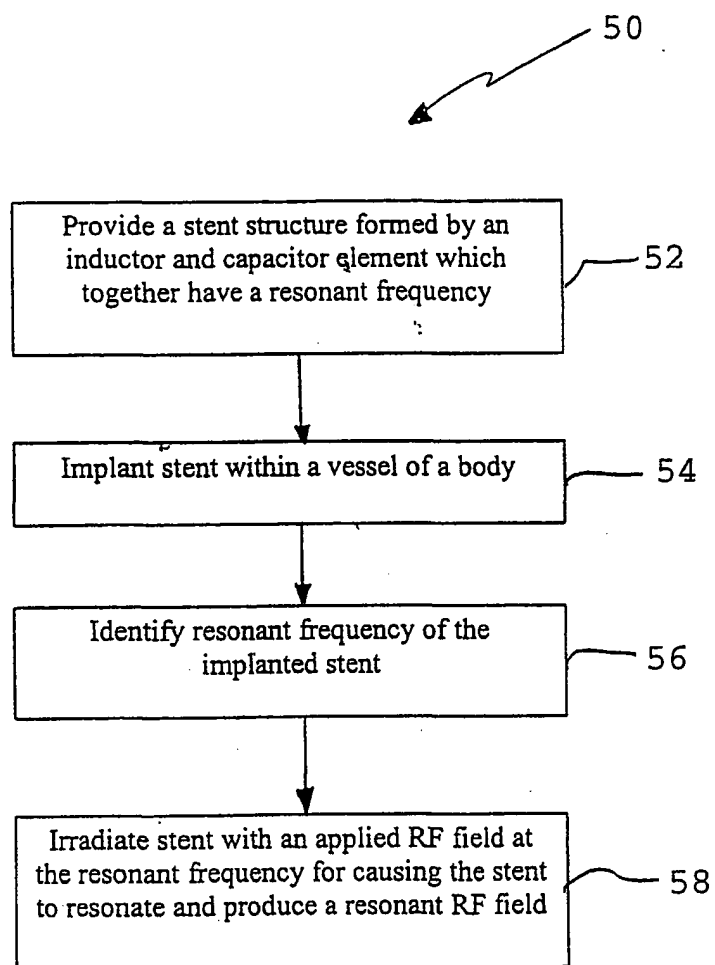 50
Provide a stent structure formed by an
inductor and capacitor element which
together have a resonant frequency
52
Implant stent within a vessel of a body
54
Identify resonant frequency of the
implanted stent
56
Irradiate stent with an applied RF field at
the resonant frequency for causing the stent
to resonate and produce a resonant RF field
58